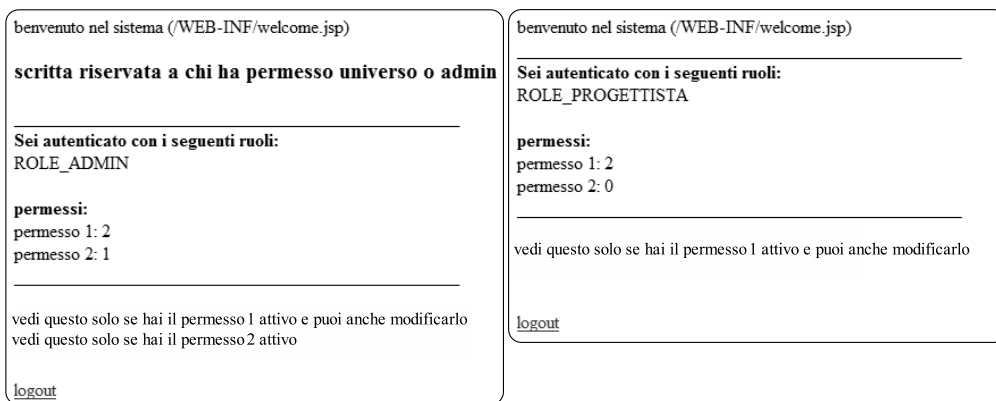 benvenuto nel sistema (/WEB-INF/welcome.jsp)
scritta riservata a chi ha permesso universo o admin
Sei autenticato con i seguenti ruoli:
ROLE_ADMIN
permessi:
permesso 1: 2
permesso 2: 1
vedi questo solo se hai il permesso 1 attivo e puoi anche modificarlo
vedi questo solo se hai il permesso 2 attivo
logout
benvenuto nel sistema (/WEB-INF/welcome.jsp)
Sei autenticato con i seguenti ruoli:
ROLE_PROGETTISTA
permessi:
permesso 1: 2
permesso 2: 0
vedi questo solo se hai il permesso 1 attivo e puoi anche modificarlo
logout